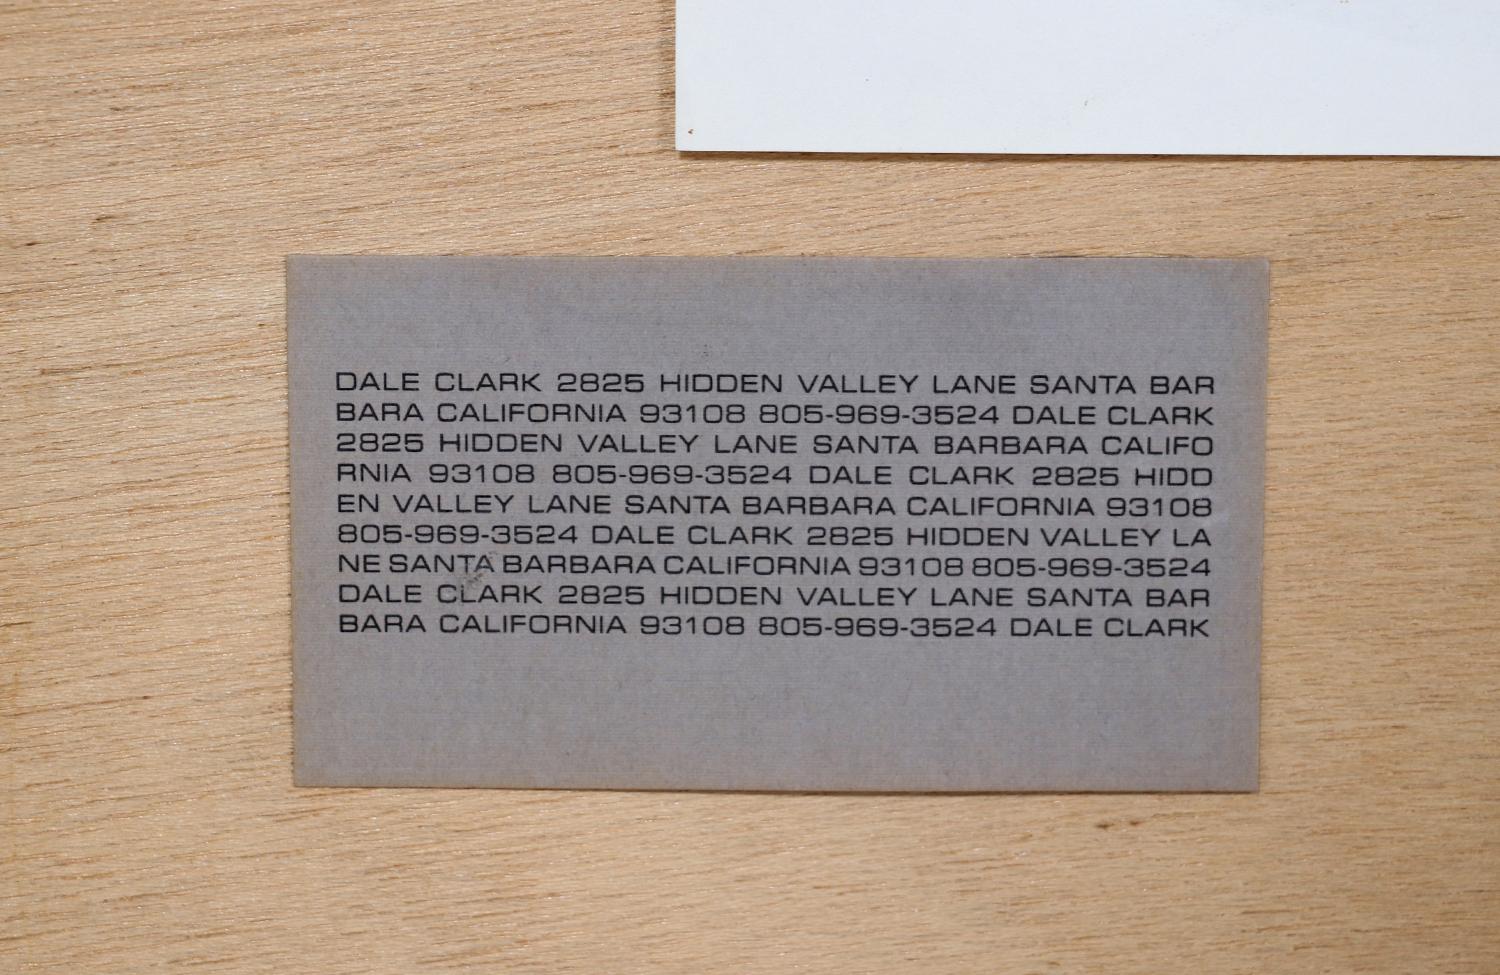 DALE CLARK 2825 HIDDEN VALLEY LANE SANTA BAR
BARA CALIFORNIA 93108 805-969-3524 DALE CLARK
2825 HIDDEN VALLEY LANE SANTA BARBARA CALIFO
RNIA 93108 805-969-3524 DALE CLARK 2825 HIDD
EN VALLEY LANE SANTA BARBARA CALIFORNIA 93108
805-969-3524 DALE CLARK 2825 HIDDEN VALLEY LA
NE SANTA BARBARA CALIFORNIA 93108 805-969-3524
DALE CLARK 2825 HIDDEN VALLEY LANE SANTA BAR
BARA CALIFORNIA 93108 805-969-3524 DALE CLARK